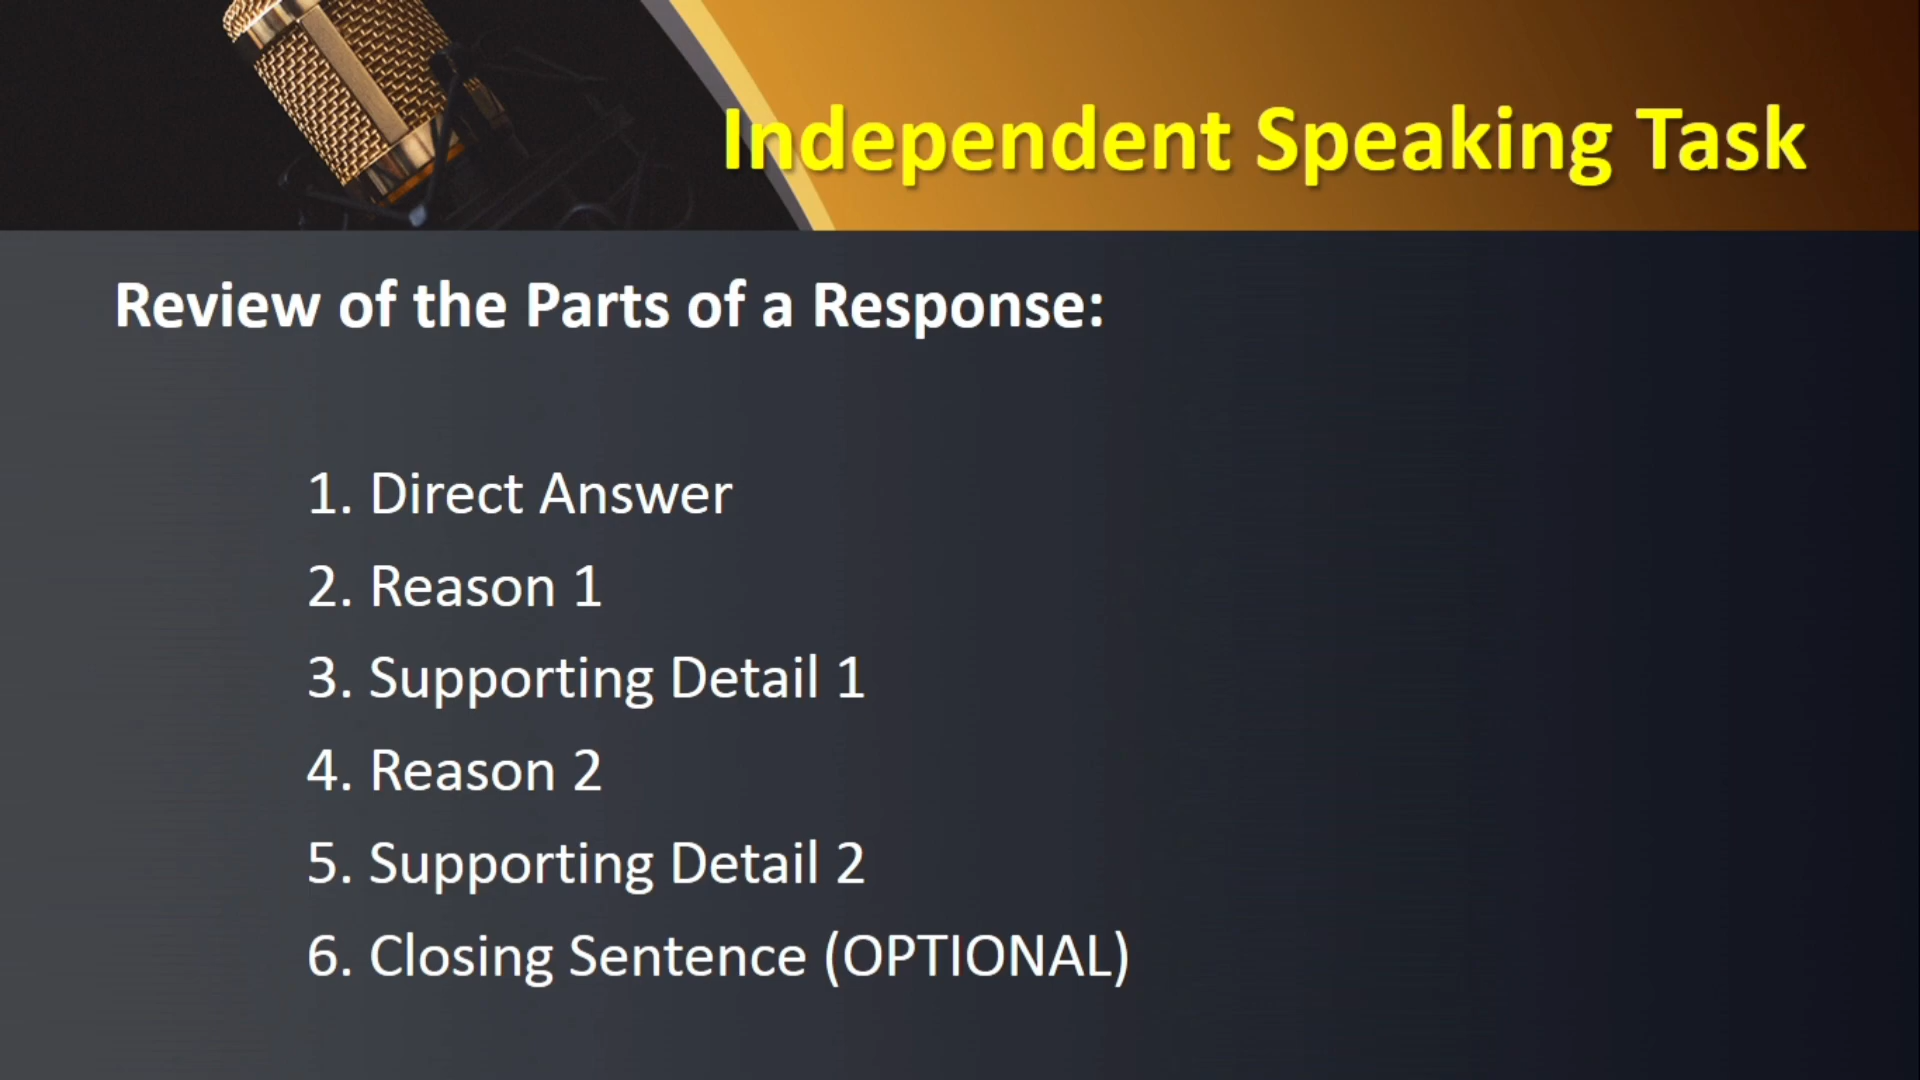 Independent Speaking Task
Review of the Parts of a Response:
1. Direct Answer
2. Reason 1
3. Supporting Detail 1
4. Reason 2
5. Supporting Detail 2
6. Closing Sentence (OPTIONAL)